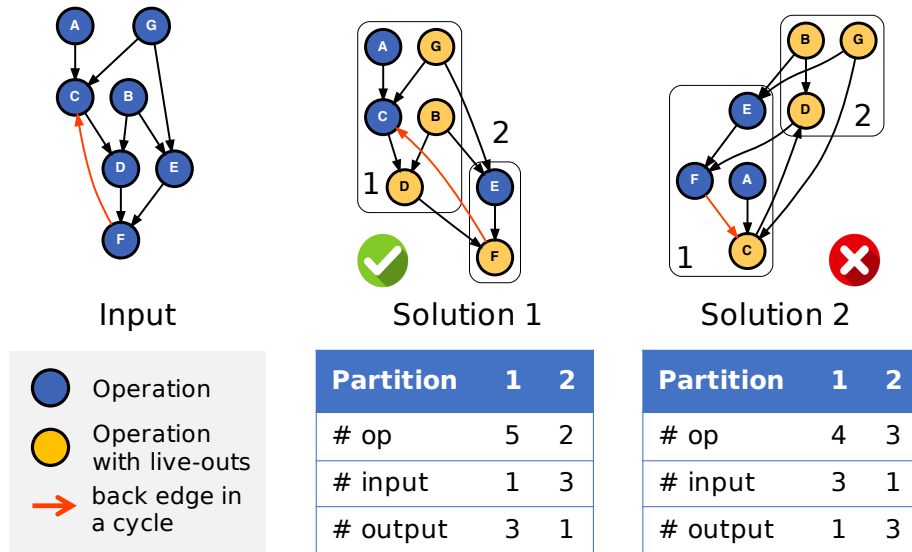 A G
C B
D E
F
Input
A G
C B
2
1 D E
F
Solution 1
B G
E D 2
F A
1 C
Solution 2
Operation
Operation
with live-outs
back edge in
a cycle
Partition 1 2
# op 5 2
# input 1 3
# output 3 1
Partition 1 2
# op 4 3
# input 3 1
# output 1 3